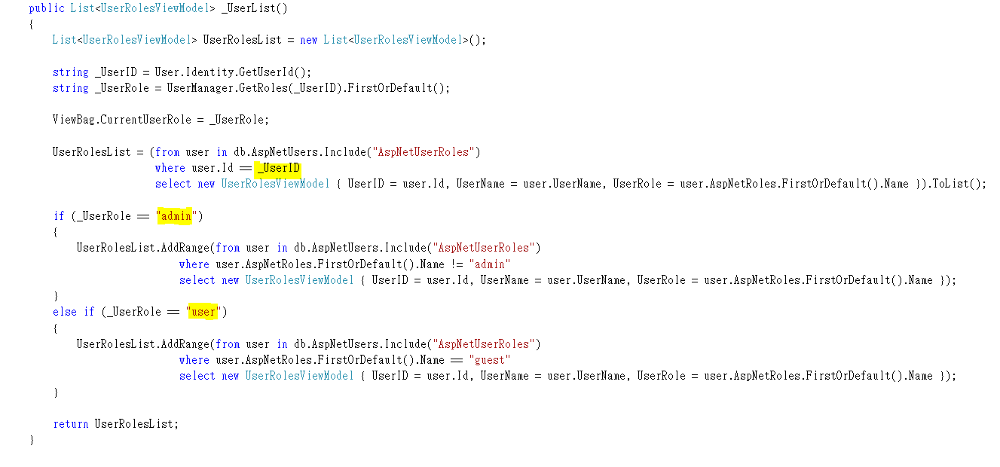 public List<UserRolesViewModel> _UserList()
{
List<UserRolesViewModel> UserRolesList = new List<UserRolesViewModel>();
string _UserID = User.Identity.GetUserId();
string _UserRole = UserManager.GetRoles(_UserID).FirstOrDefault();
ViewBag.CurrentUserRole = _UserRole;
UserRolesList = (from user in db.AspNetUsers.Include("AspNetUserRoles")
where user.Id == _UserID
select new UserRolesViewModel { UserID = user.Id, UserName = user.UserName, UserRole = user.AspNetRoles.FirstOrDefault().Name }).ToList();
if (_UserRole == "admin")
{
UserRolesList.AddRange(from user in db.AspNetUsers.Include("AspNetUserRoles")
where user.AspNetRoles.FirstOrDefault().Name != "admin"
select new UserRolesViewModel { UserID = user.Id, UserName = user.UserName, UserRole = user.AspNetRoles.FirstOrDefault().Name });
}
else if (_UserRole == "user")
{
UserRolesList.AddRange(from user in db.AspNetUsers.Include("AspNetUserRoles")
where user.AspNetRoles.FirstOrDefault().Name == "guest"
select new UserRolesViewModel { UserID = user.Id, UserName = user.UserName, UserRole = user.AspNetRoles.FirstOrDefault().Name });
}
return UserRolesList;
}